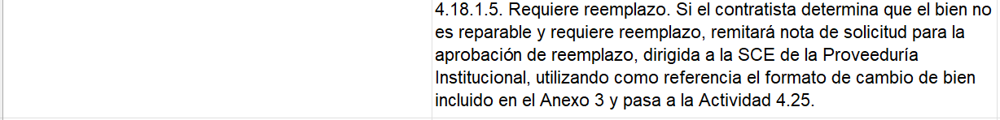 4.18.1.5. Requiere reemplazo. Si el contratista determina que el bien no
es reparable y requiere reemplazo, remitará nota de solicitud para la
aprobación de reemplazo, dirigida a la SCE de la Proveeduría
Institucional, utilizando como referencia el formato de cambio de bien
incluido en el Anexo 3 y pasa a la Actividad 4.25.